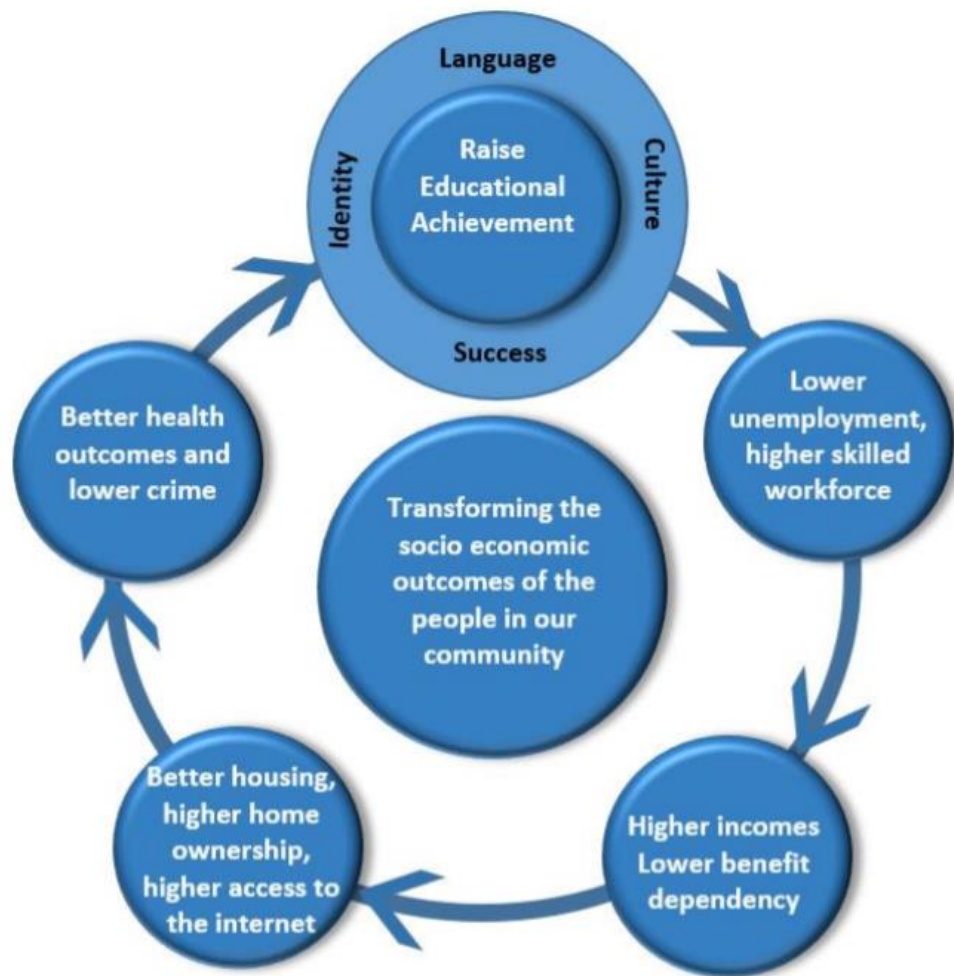 Language
Identity
Culture
Success
Raise
Educational
Achievement
Lower
unemployment,
higher skilled
workforce
Higher incomes
Lower benefit
dependency
Better housing,
higher home
ownership,
higher access to
the internet
Better health
outcomes and
lower crime
Transforming the
socio economic
outcomes of the
people in our
community